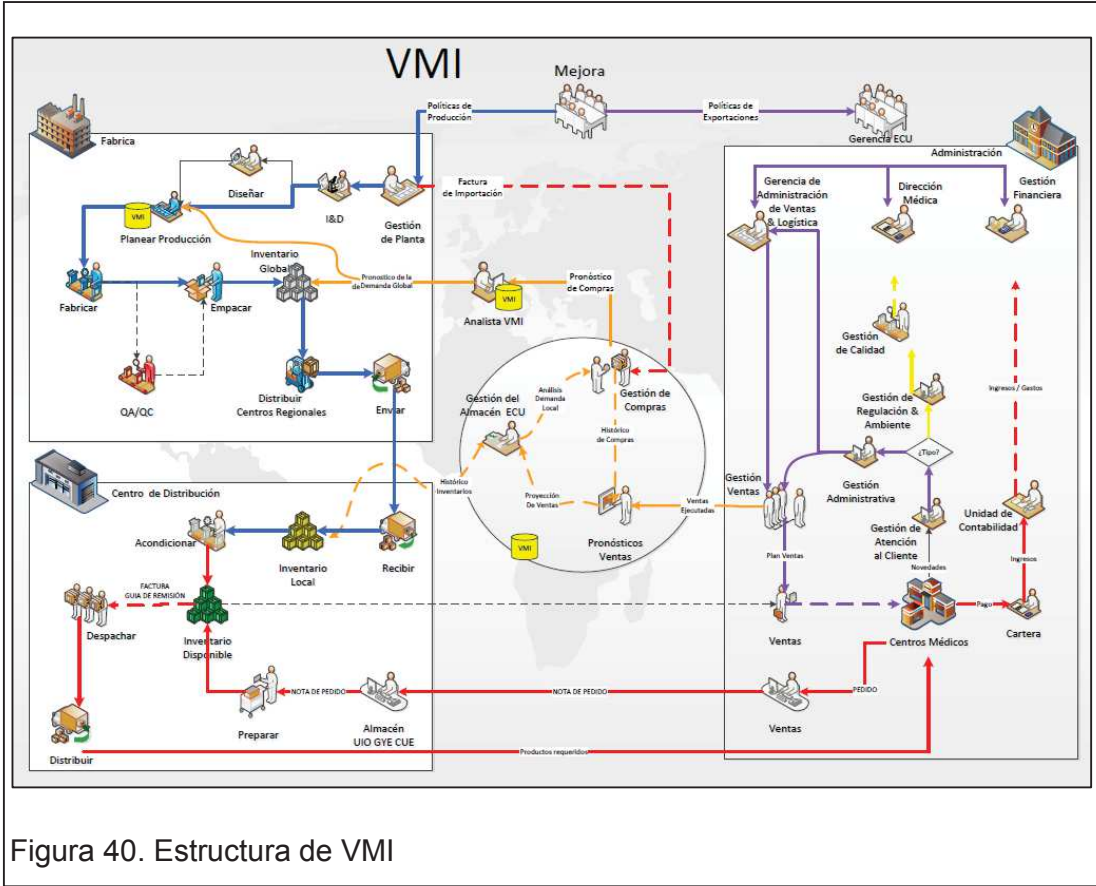 VMI
Mejora
Políticas de
Producción
Políticas de
Exportaciones
Gerencia ECU
Fabrica
Administración
Diseñar
I&D
Gestión
de Planta
VMI
Planear Producción
Factura
de Importación
Gerencia de
Administración
de Ventas
& Logística
Dirección
Médica
Gestión
Financiera
Inventario
Global
Pronostico de la
de Demanda Global
Pronóstico
de Compras
VMI
Analista VMI
Fabricar
Empacar
QA/QC
Distribuir
Centros Regionales
Enviar
Gestión
de Calidad
Gestión del
Almacén ECU
Análisis
Demanda
Local
Gestión de
Compras
Histórico
de Compras
Gestión de
Regulación &
Ambiente
Ingresos / Gastos
¿Tipo?
Centro de Distribución
Histórico
Inventarios
Proyección
De Ventas
Ventas
Ejecutadas
Gestión
Ventas
Gestión
Administrativa
Gestión de
Atención
al Cliente
Unidad de
Contabilidad
Acondicionar
Inventario
Local
Recibir
VMI
Pronósticos
Ventas
Plan Ventas
Novedades
Ingresos
FACTURA
GUIA DE REMISIÓN
Despachar
Inventario
Disponible
Ventas
Centros Médicos
Pago
Cartera
NOTA DE PEDIDO
NOTA DE PEDIDO
PEDIDO
Preparar
Almacén
UIO GYE CUE
Ventas
Distribuir
Productos requeridos
Figura 40. Estructura de VMI